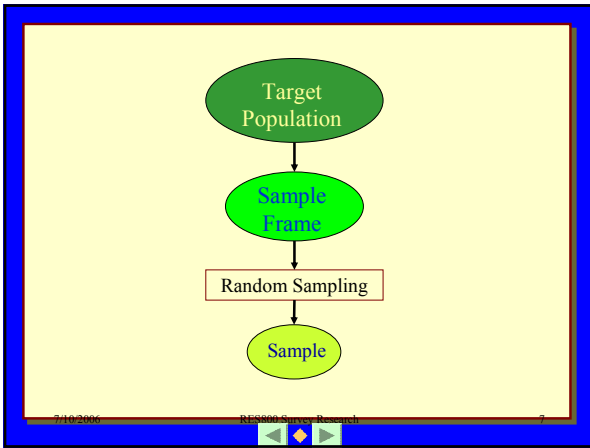 Target
Population
Sample
Frame
Random Sampling
Sample
7/10/2006 RES800 Survey Research 7